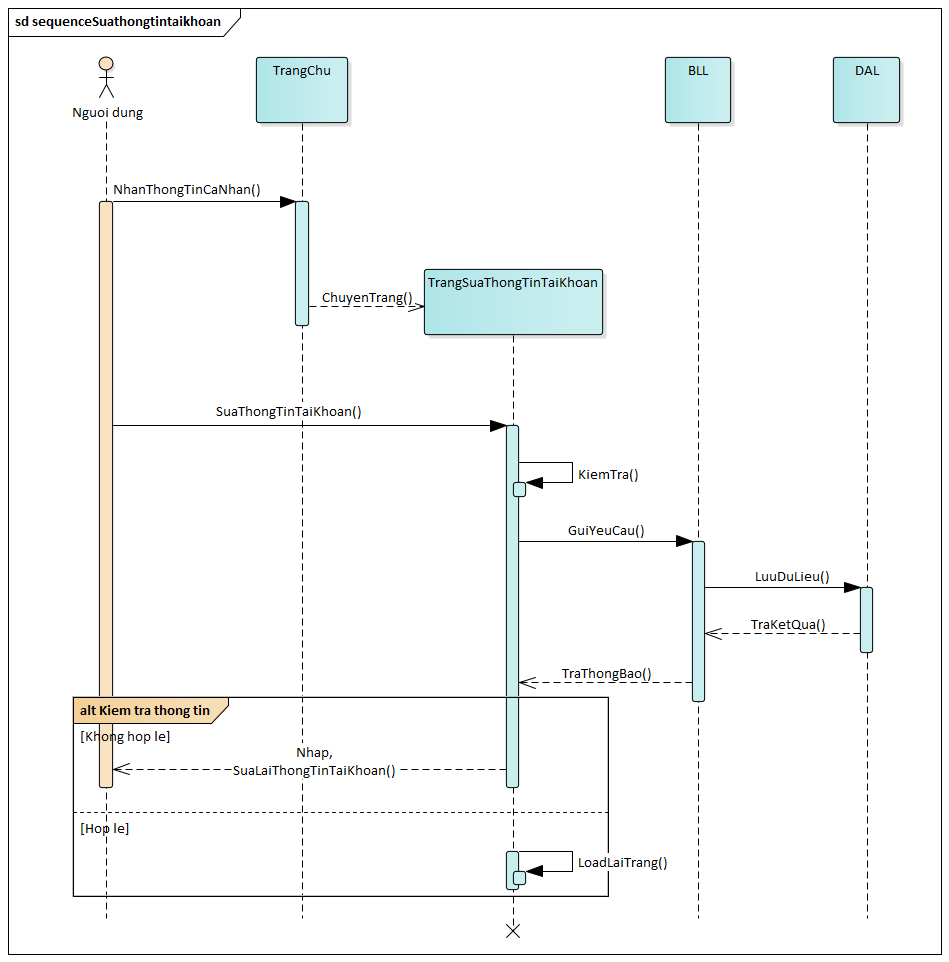 sd sequenceSuathongtintaikhoan
TrangChu
BLL
DAL
Nguoi dung
NhanThongTinCaNhan()
TrangSuaThongTinTaiKhoan
ChuyenTrang()
SuaThongTinTaiKhoan()
KiemTra()
GuiYeuCau()
LuuDuLieu()
TraKetQua()
TraThongBao()
alt Kiem tra thong tin
[Khong hop le]
Nhap,
SuaLaiThongTinTaiKhoan()
[Hop le]
LoadLaiTrang()